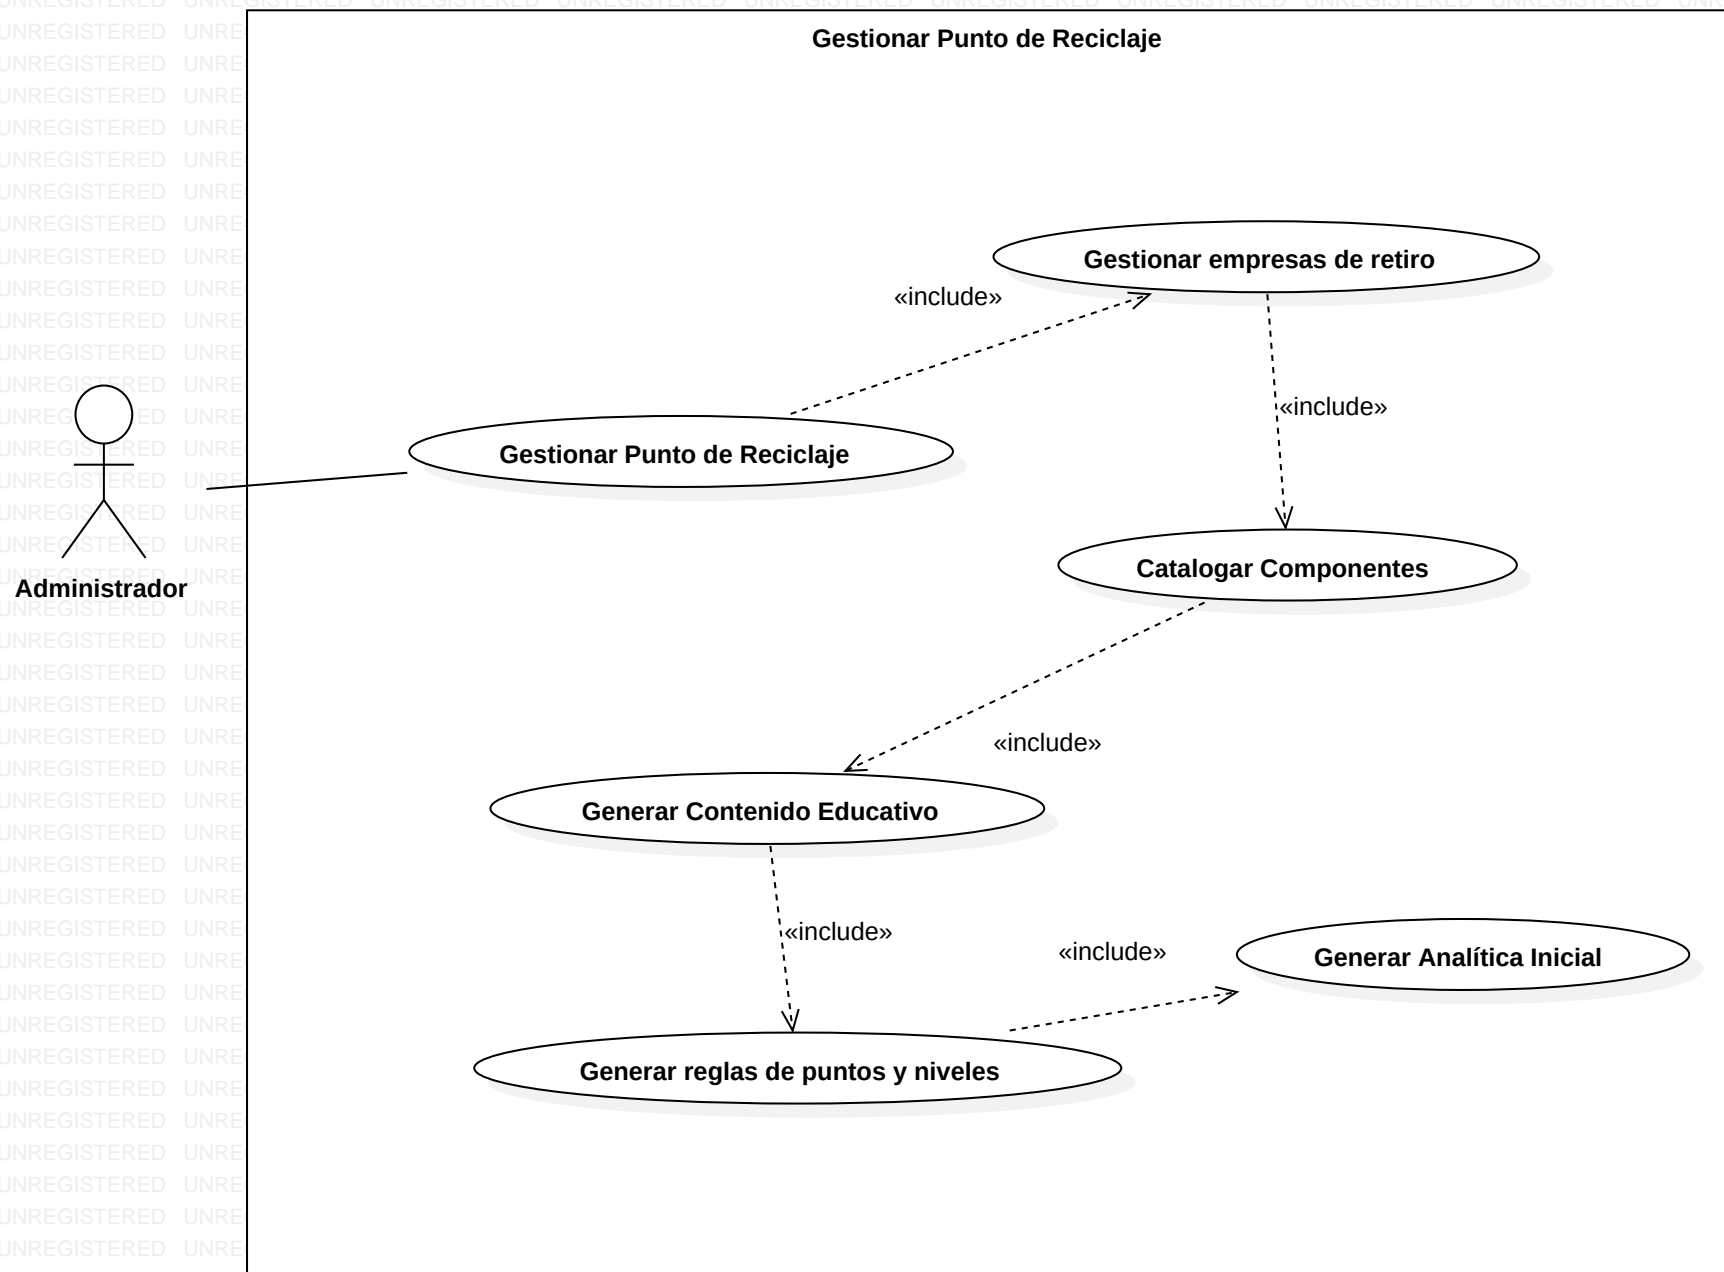 Gestionar Punto de Reciclaje
Gestionar empresas de retiro
«include»
«include»
Gestionar Punto de Reciclaje
Administrador
Catalogar Componentes
«include»
Generar Contenido Educativo
«include»
«include»
Generar Analítica Inicial
Generar reglas de puntos y niveles
UNREGISTERED